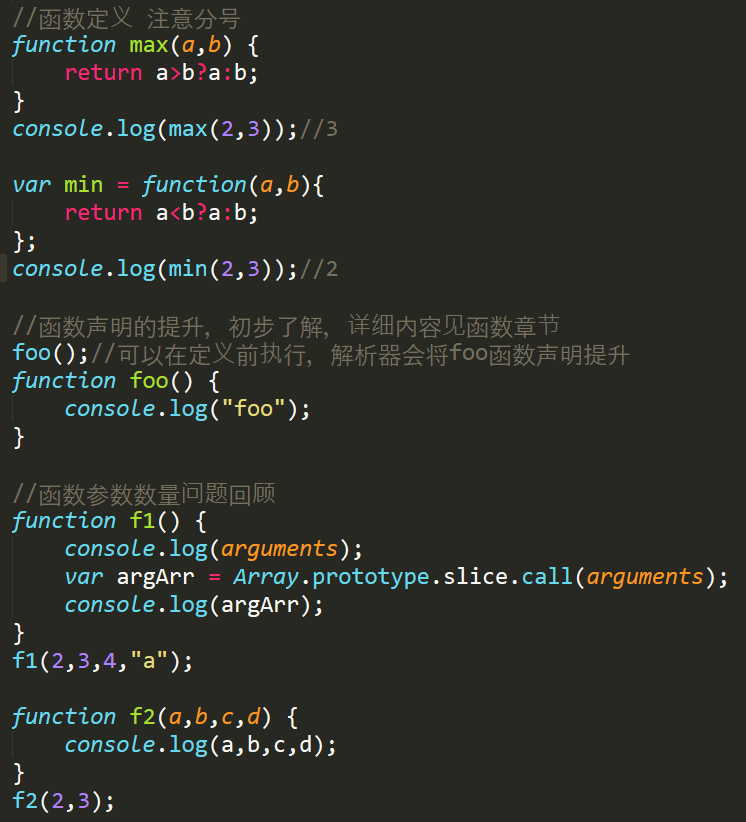 //函数定义 注意分号
function max(a,b) {
    return a>b?a:b;
}
console.log(max(2,3));//3
var min = function(a,b){
    return a<b?a:b;
};
console.log(min(2,3));//2
//函数声明的提升，初步了解，详细内容见函数章节
foo();//可以在定义前执行，解析器会将foo函数声明提升
function foo() {
    console.log("foo");
}
//函数参数数量问题回顾
function f1() {
    console.log(arguments);
    var argArr = Array.prototype.slice.call(arguments);
    console.log(argArr);
}
f1(2,3,4,"a");
function f2(a,b,c,d) {
    console.log(a,b,c,d);
}
f2(2,3);